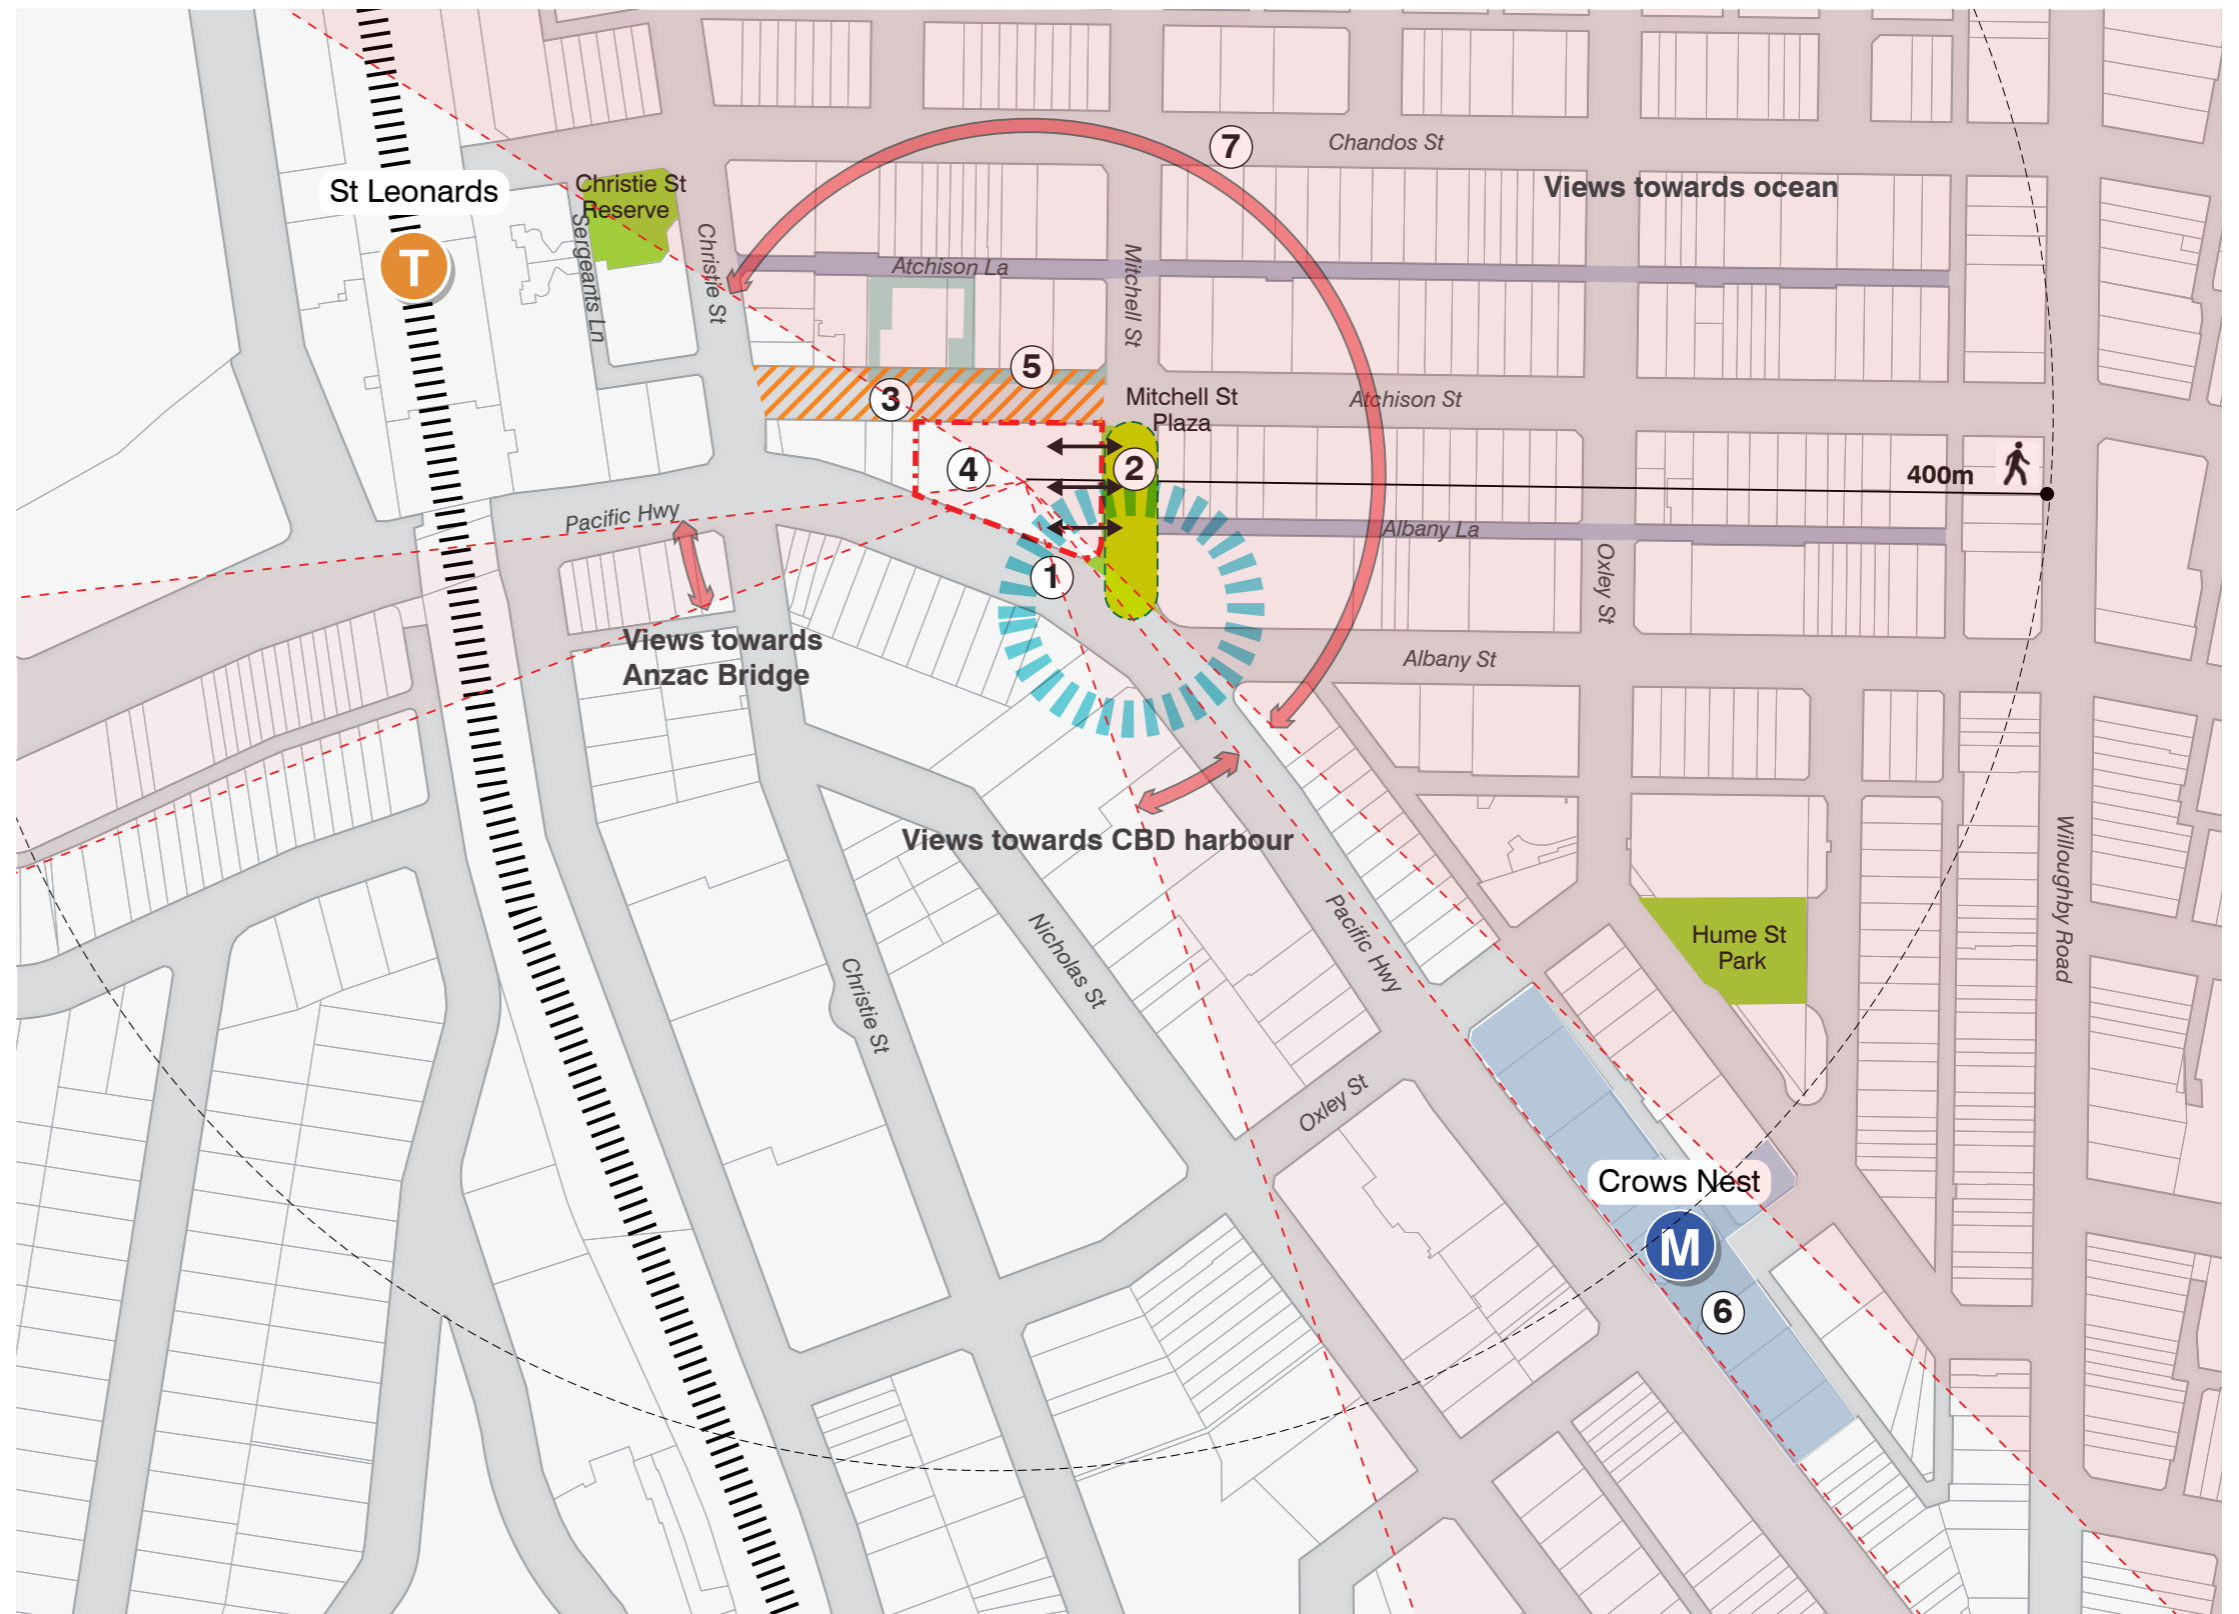 7
Chandos St
Views towards ocean
St Leonards
Christie St
Reserve
T
Sergeants Ln
Christie St
Atchison La
Mitchell St
5
3
Mitchell St
Plaza
Atchison St
4
2
400m
Pacific Hwy
Albany La
1
Oxley St
Views towards
Anzac Bridge
Albany St
Views towards CBD harbour
Willoughby Road
Pacific Hwy
Hume St
Park
Nicholas St
Christie St
Oxley St
Crows Nest
M
6